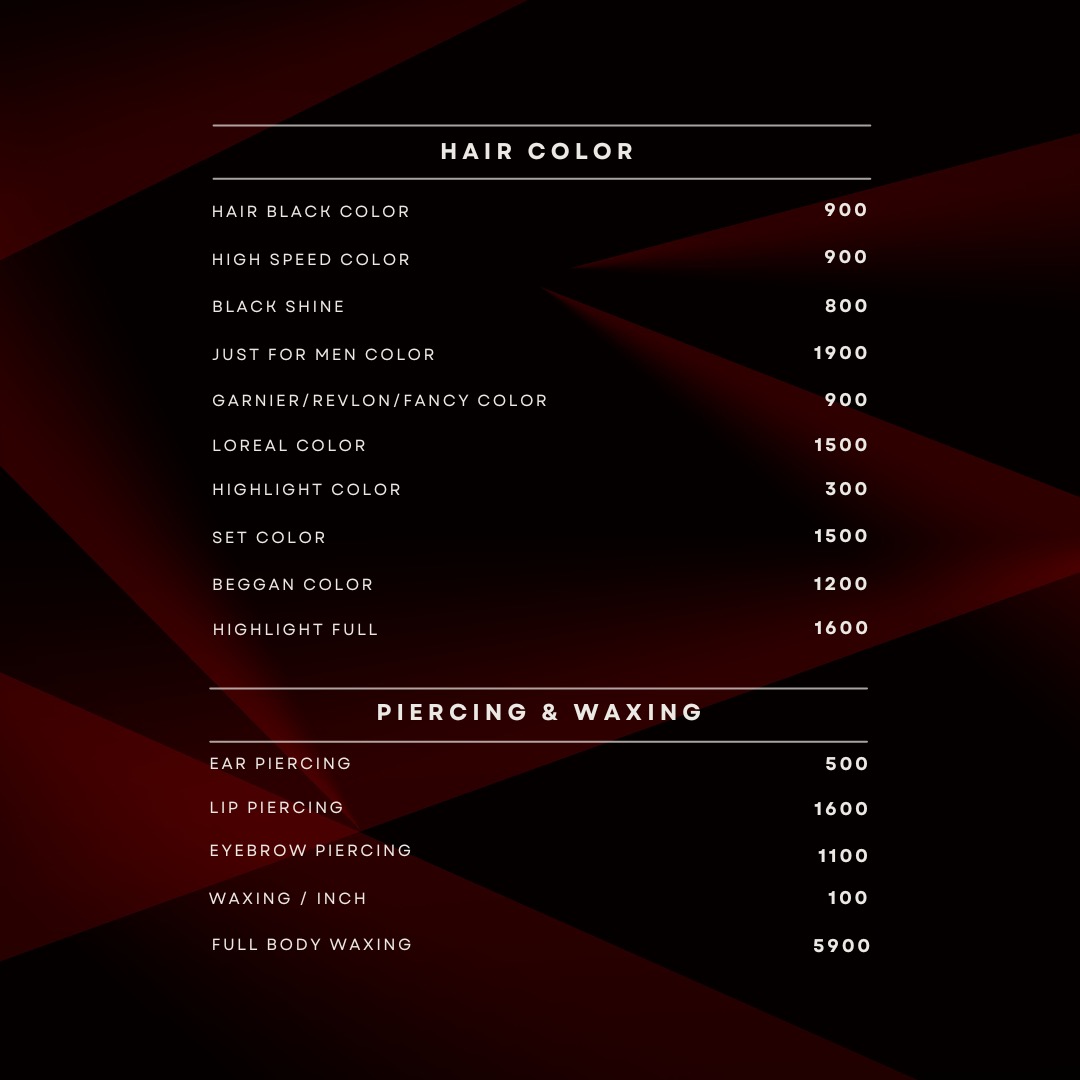 HAIR COLOR
HAIR BLACK COLOR 900
HIGH SPEED COLOR 900
BLACK SHINE 800
JUST FOR MEN COLOR 1900
GARNIER/REVLON/FANCY COLOR 900
LOREAL COLOR 1500
HIGHLIGHT COLOR 300
SET COLOR 1500
BEGGAN COLOR 1200
HIGHLIGHT FULL 1600
PIERCING & WAXING
EAR PIERCING 500
LIP PIERCING 1600
EYEBROW PIERCING 1100
WAXING / INCH 100
FULL BODY WAXING 5900